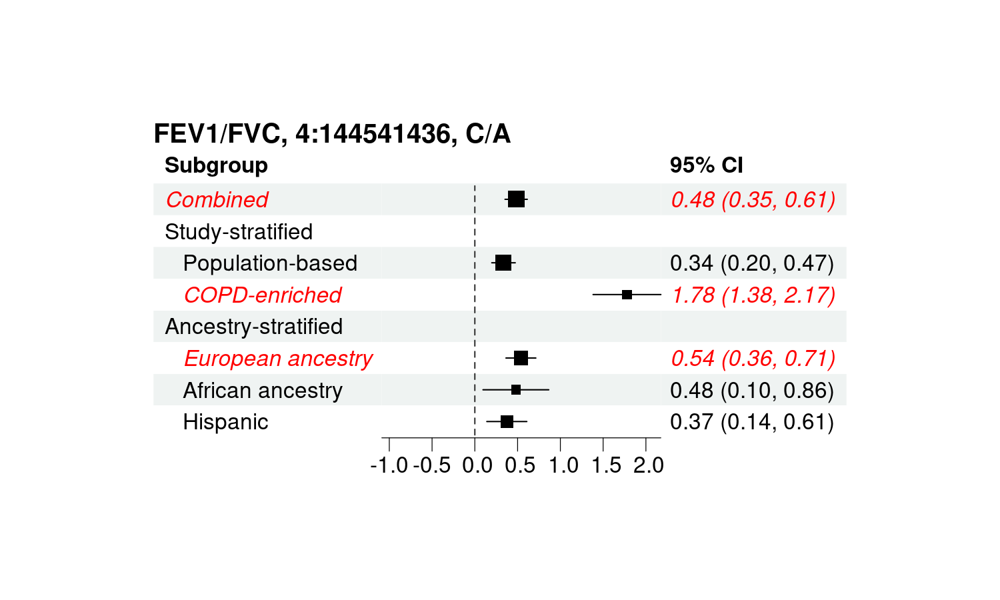 FEV1/FVC, 4:144541436, C/A
Subgroup 95% CI
Combined 0.48 (0.35, 0.61)
Study-stratified
Population-based 0.34 (0.20, 0.47)
COPD-enriched 1.78 (1.38, 2.17)
Ancestry-stratified
European ancestry 0.54 (0.36, 0.71)
African ancestry 0.48 (0.10, 0.86)
Hispanic 0.37 (0.14, 0.61)
-1.0 -0.5 0.0 0.5 1.0 1.5 2.0